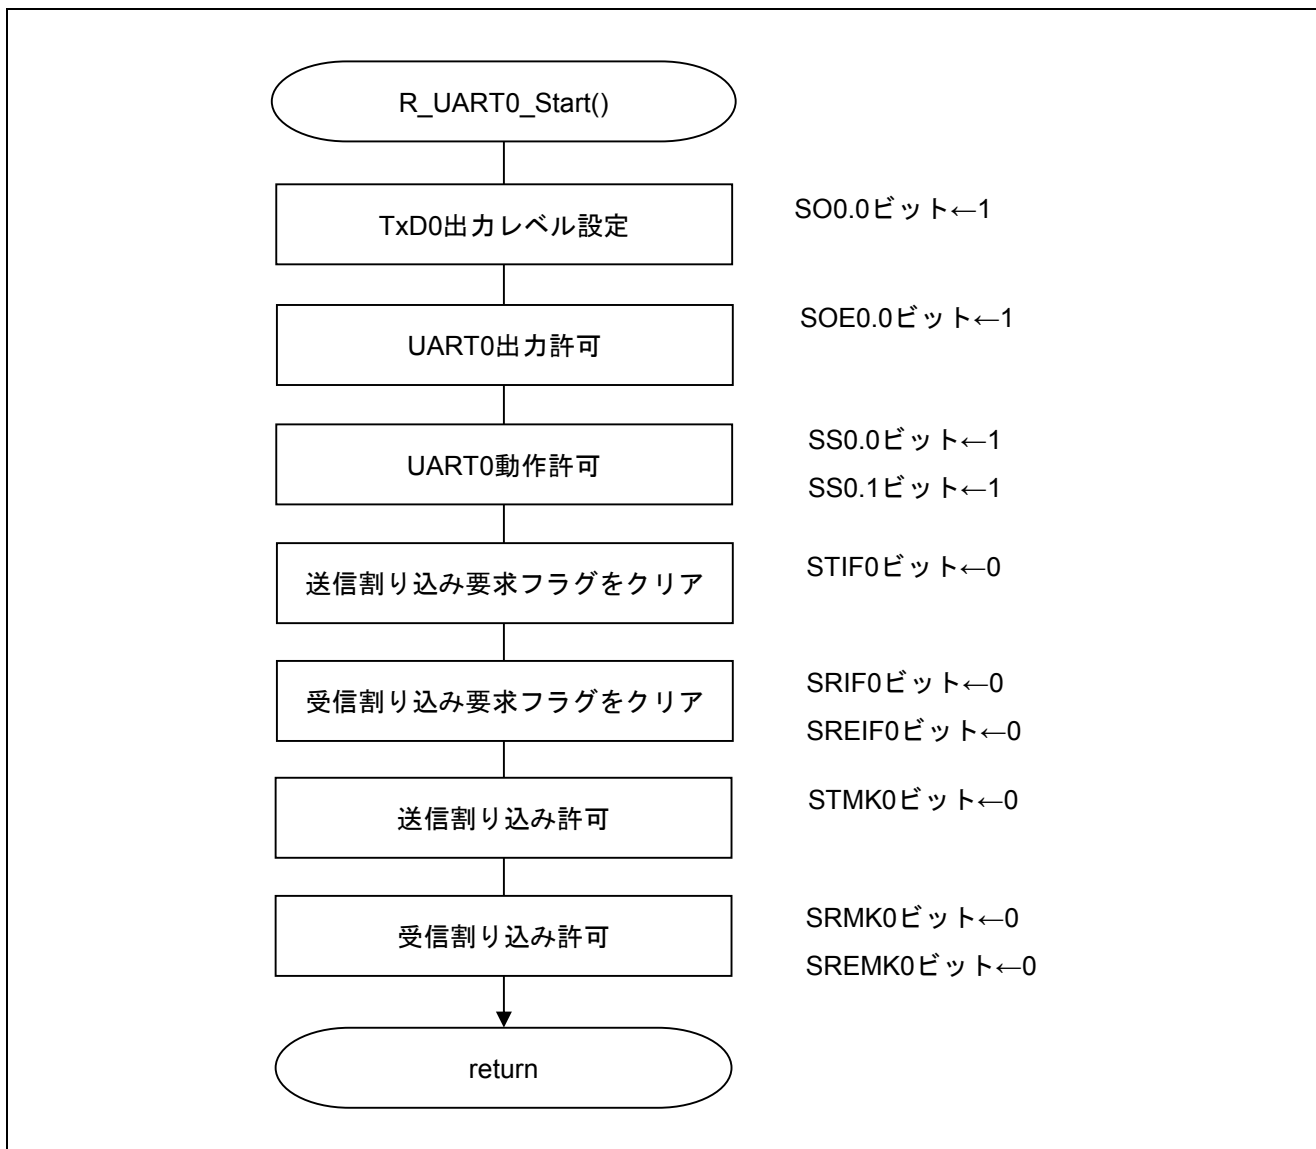 R_UART0_Start()
TxD0出力レベル設定
SO0.0ビット←1
UART0出力許可
SOE0.0ビット←1
UART0動作許可
SS0.0ビット←1
SS0.1ビット←1
送信割り込み要求フラグをクリア
STIF0ビット←0
受信割り込み要求フラグをクリア
SRIF0ビット←0
SREIF0ビット←0
送信割り込み許可
STMK0ビット←0
受信割り込み許可
SRMK0ビット←0
SREMK0ビット←0
return